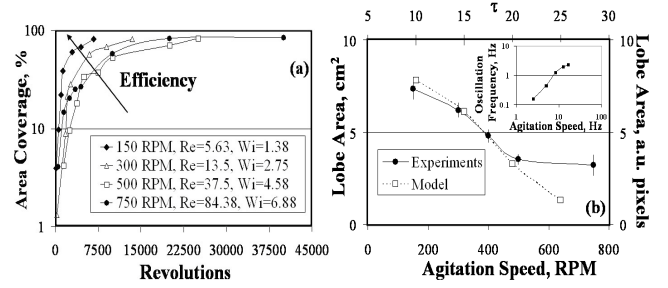 Area Coverage, %
100
10
1
0
7500
15000
22500
30000
37500
45000
Revolutions
Efficiency
(a)
150 RPM, Re=5.63, Wi=1.38
300 RPM, Re=13.5, Wi=2.75
500 RPM, Re=37.5, Wi=4.58
750 RPM, Re=84.38, Wi=6.88
τ
5 10 15 20 25 30
Lobe Area, cm2
10
5
0
Oscillation
Frequency, Hz
10
1
0.1
1 10 100
Agitation Speed, Hz
Experiments
Model
(b)
10
5
0
Lobe Area, a.u. pixels
0 200 400 600 800
Agitation Speed, RPM